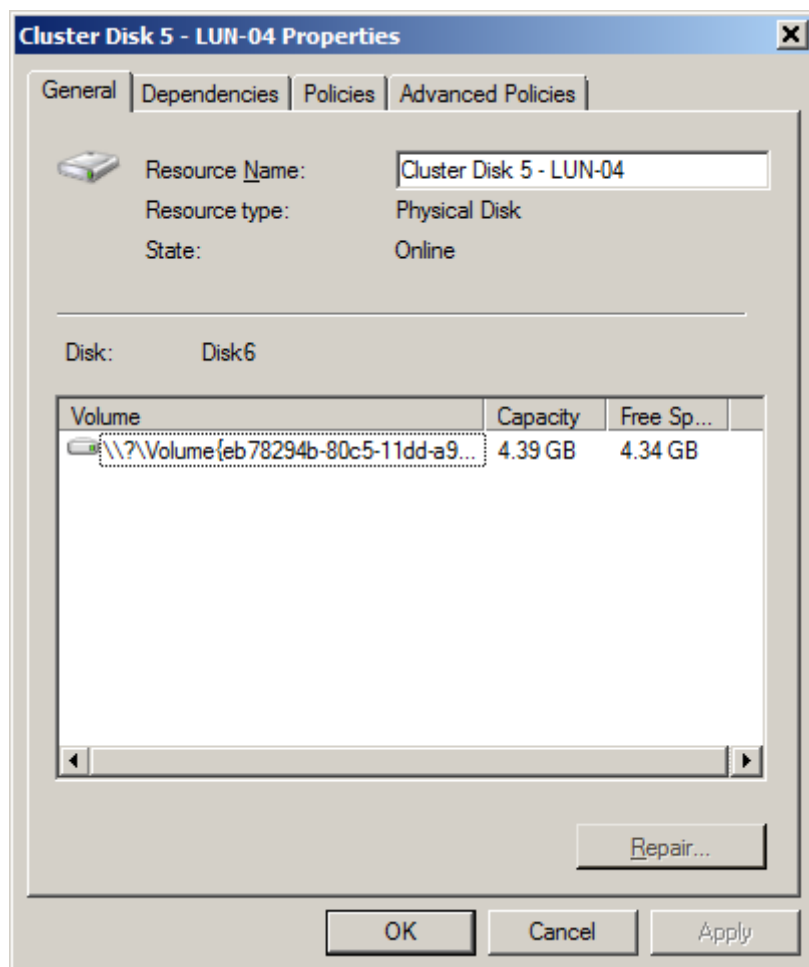 Cluster Disk 5 - LUN-04 Properties
General Dependencies Policies Advanced Policies
Resource Name: Cluster Disk 5 - LUN-04
Resource type: Physical Disk
State: Online
Disk: Disk6
Volume Capacity Free Sp...
\\?\Volume{eb78294b-80c5-11dd-a9... 4.39 GB 4.34 GB
Repair...
OK Cancel Apply